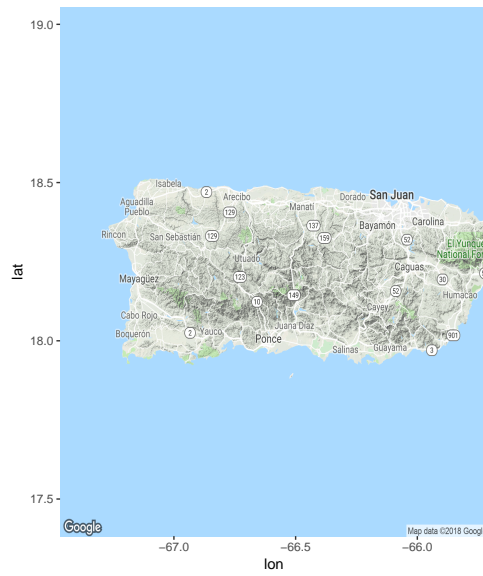 19.0
18.5
Isabela
2
Arecibo
Dorado
San Juan
Aguadilla
Pueblo
129
Manatí
Carolina
137
Bayamón
Rincon
San Sebastián
129
159
52
El Yunque
National For
lat
Utuado
Caguas
Mayagüez
123
30
52
10
149
Humacao
Cabo Rojo
Cayey
Juana Díaz
Boquerón
2
Yauco
Ponce
901
18.0
Salinas
Guayama
3
17.5
Google
Map data ©2018 Googl
−67.0
−66.5
−66.0
lon